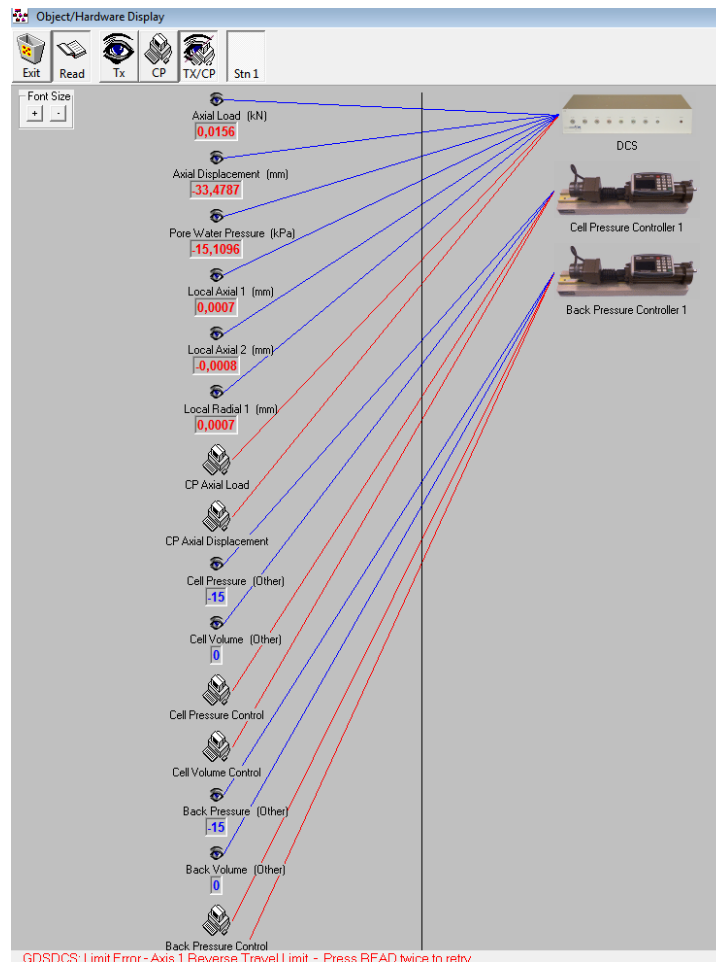 Object/Hardware Display
Exit Read Tx CP TX/CP Stn 1
Font Size
+ -
Axial Load (kN)
0,0156
DCS
Axial Displacement (mm)
-33,4787
Cell Pressure Controller 1
Pore Water Pressure (kPa)
-15,1096
Local Axial 1 (mm)
0,0007
Back Pressure Controller 1
Local Axial 2 (mm)
-0,0008
Local Radial 1 (mm)
0,0007
CP Axial Load
CP Axial Displacement
Cell Pressure (Other)
-15
Cell Volume (Other)
0
Cell Pressure Control
Cell Volume Control
Back Pressure (Other)
-15
Back Volume (Other)
0
Back Pressure Control
GDSDCS: Limit Error - Axis 1 Reverse Travel Limit - Press READ twice to retry